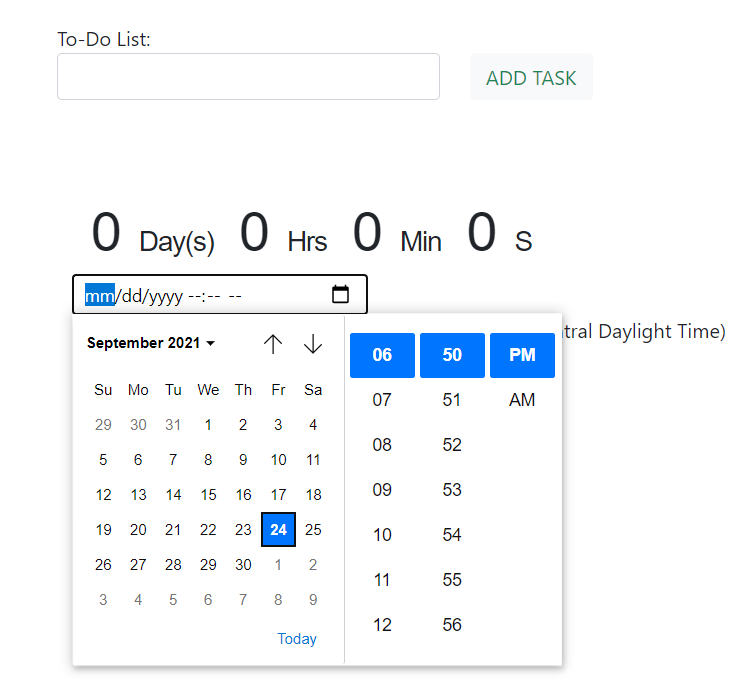 To-Do List:
ADD TASK
0 Day(s) 0 Hrs 0 Min 0 S
mm/dd/yyyy --:-- --
tral Daylight Time)
September 2021
Su Mo Tu We Th Fr Sa
29 30 31 1 2 3 4
5 6 7 8 9 10 11
12 13 14 15 16 17 18
19 20 21 22 23 24 25
26 27 28 29 30 1 2
3 4 5 6 7 8 9
Today
06 50 PM
07 51 AM
08 52
09 53
10 54
11 55
12 56